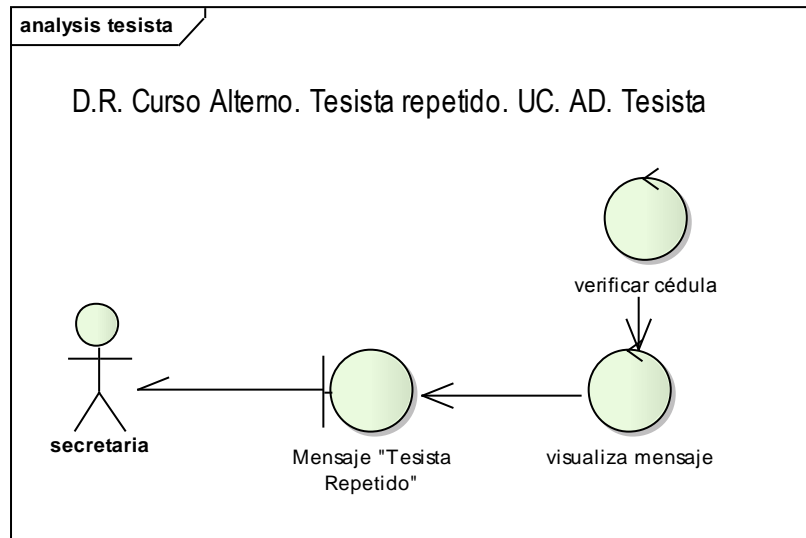 analysis tesista
D.R. Curso Alterno. Tesista repetido. UC. AD. Tesista
verificar cédula
secretaria
Mensaje "Tesista
Repetido"
visualiza mensaje